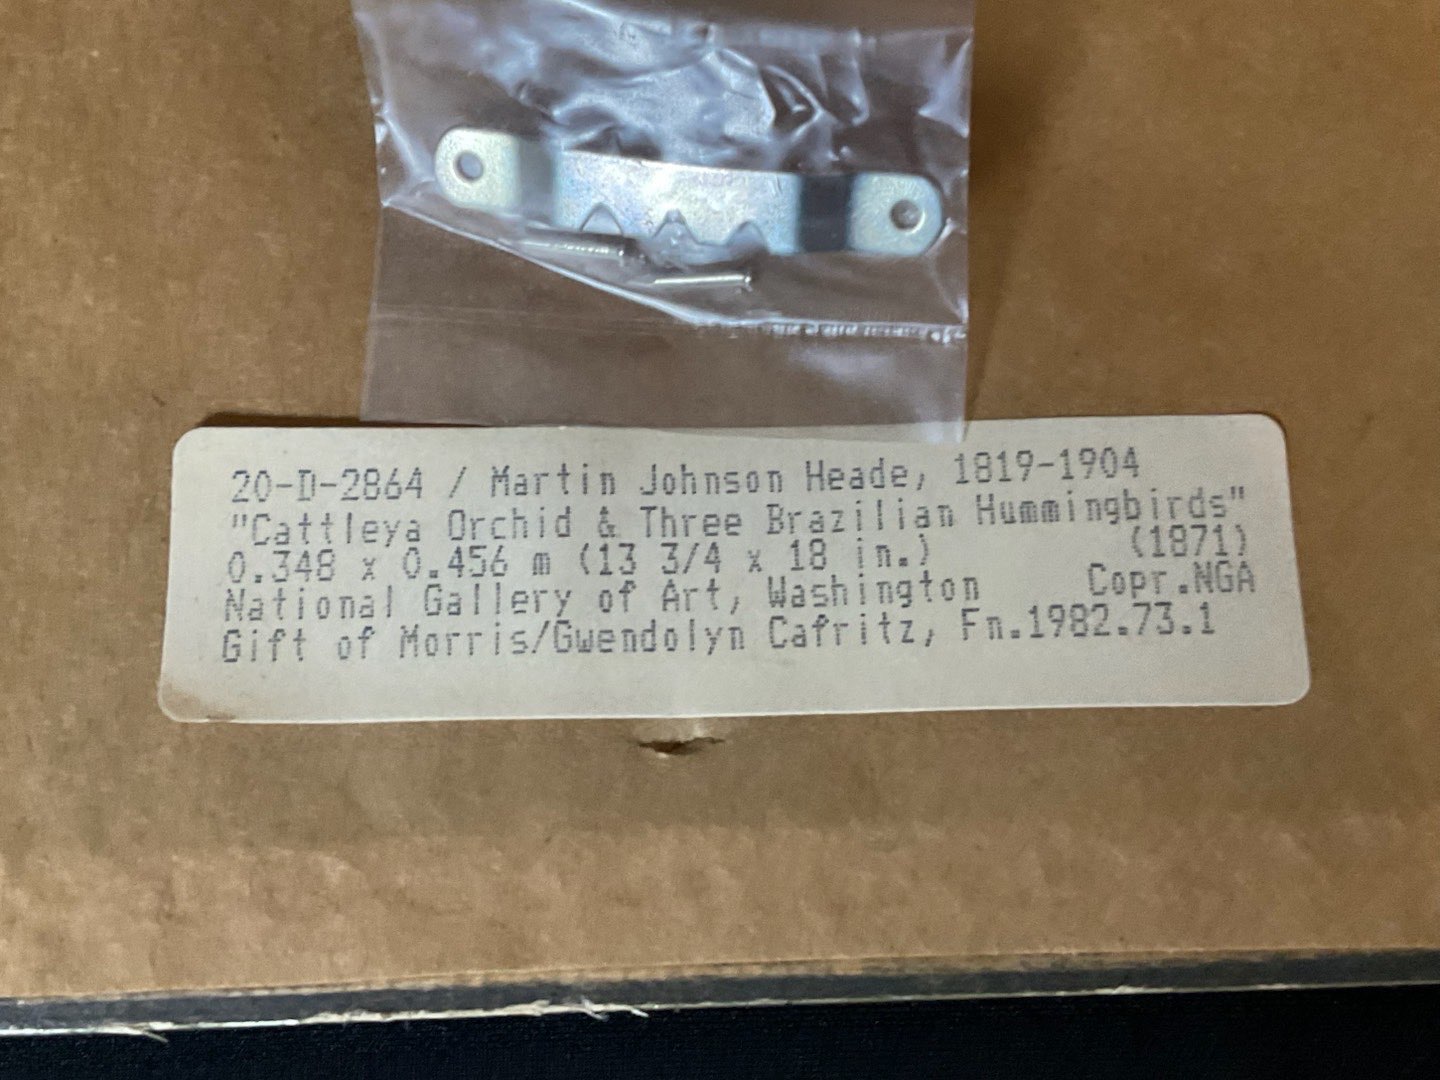 20-D-2864 / Martin Johnson Heade, 1819-1904
"Cattleya Orchid & Three Brazilian Hummingbirds"
0.348 x 0.456 m (13 3/4 x 18 in.) (1871)
National Gallery of Art, Washington Copr.NGA
Gift of Morris/Gwendolyn Cafritz, Fn.1982.73.1